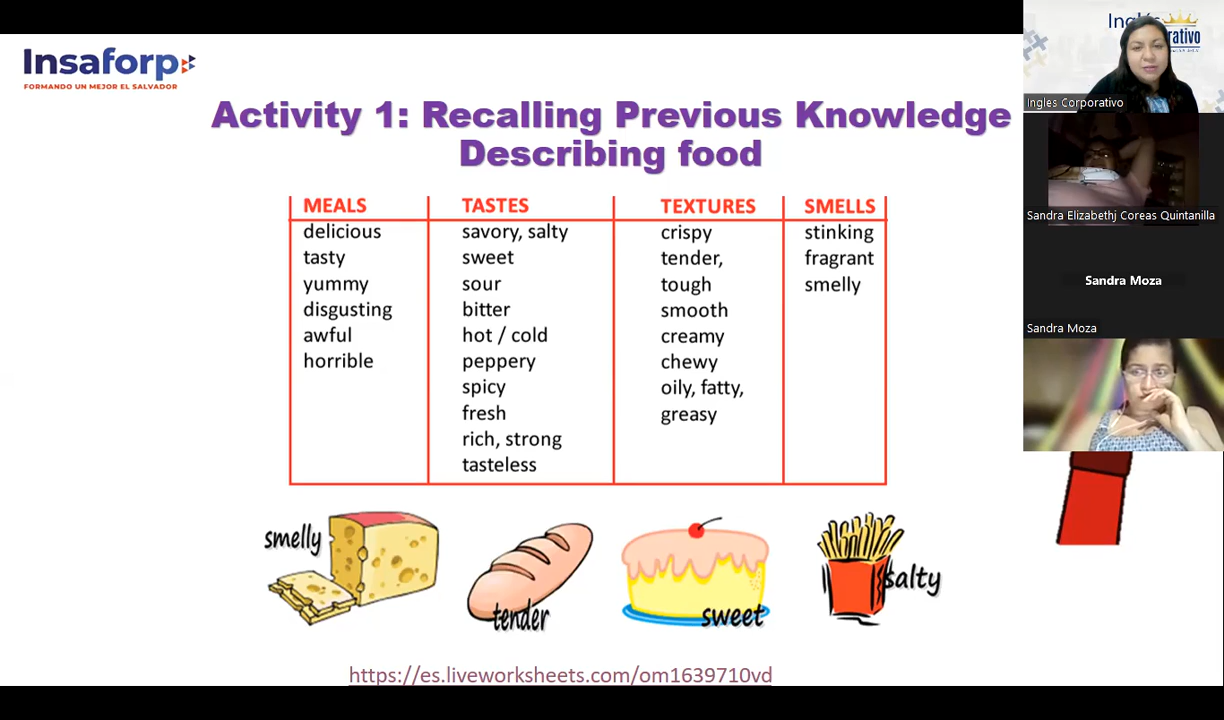 Insaforp
FORMANDO UN MEJOR EL SALVADOR
Activity 1: Recalling Previous Knowledge
Describing food
MEALS
delicious
tasty
yummy
disgusting
awful
horrible
TASTES
savory, salty
sweet
sour
bitter
hot / cold
peppery
spicy
fresh
rich, strong
tasteless
TEXTURES
crispy
tender,
tough
smooth
creamy
chewy
oily, fatty,
greasy
SMELLS
stinking
fragrant
smelly
smelly
tender
sweet
salty
https://es.liveworksheets.com/om1639710vd
Ingles Corporativo
Sandra Elizabethj Coreas Quintanilla
Sandra Moza
Sandra Moza